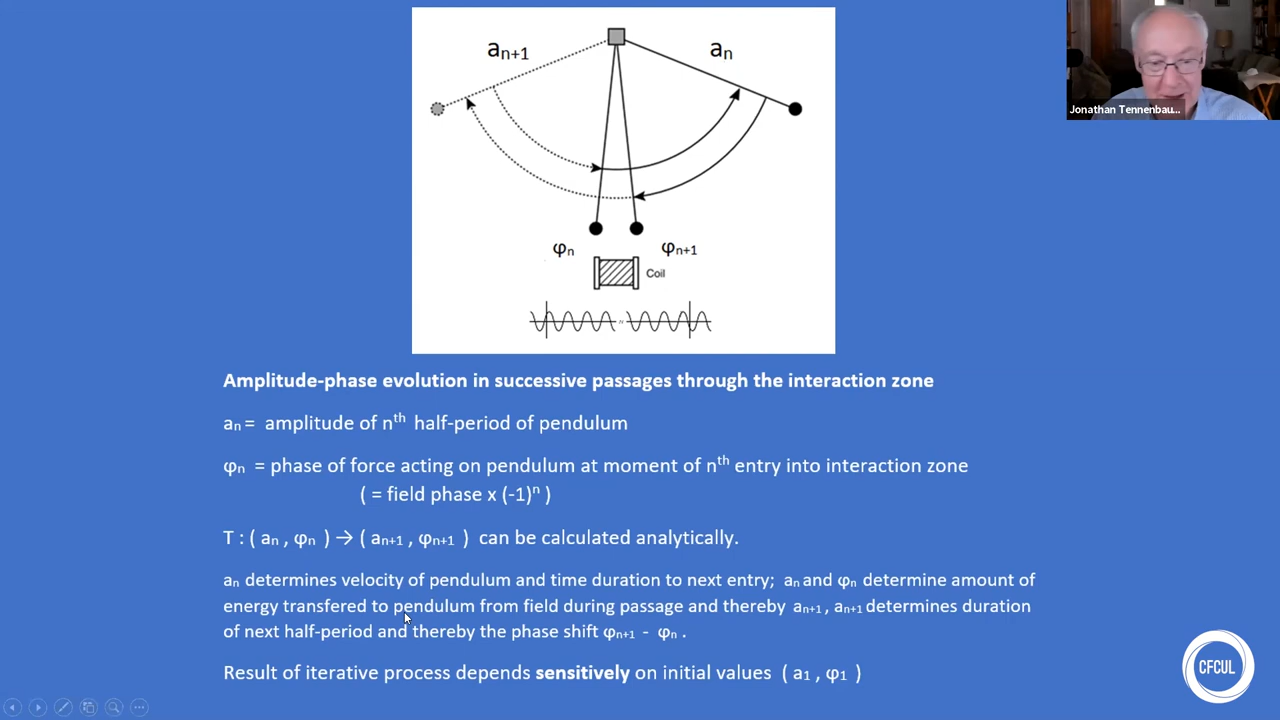 aₙ₊₁
aₙ
Jonathan Tennenbau...
φₙ
φₙ₊₁
Coil
Amplitude-phase evolution in successive passages through the interaction zone
aₙ = amplitude of nᵗʰ half-period of pendulum
φₙ = phase of force acting on pendulum at moment of nᵗʰ entry into interaction zone
( = field phase x (-1)ⁿ )
T : ( aₙ , φₙ ) → ( aₙ₊₁ , φₙ₊₁ ) can be calculated analytically.
aₙ determines velocity of pendulum and time duration to next entry; aₙ and φₙ determine amount of
energy transfered to pendulum from field during passage and thereby aₙ₊₁ , aₙ₊₁ determines duration
of next half-period and thereby the phase shift φₙ₊₁ - φₙ .
Result of iterative process depends sensitively on initial values ( a₁ , φ₁ )
CFCUL